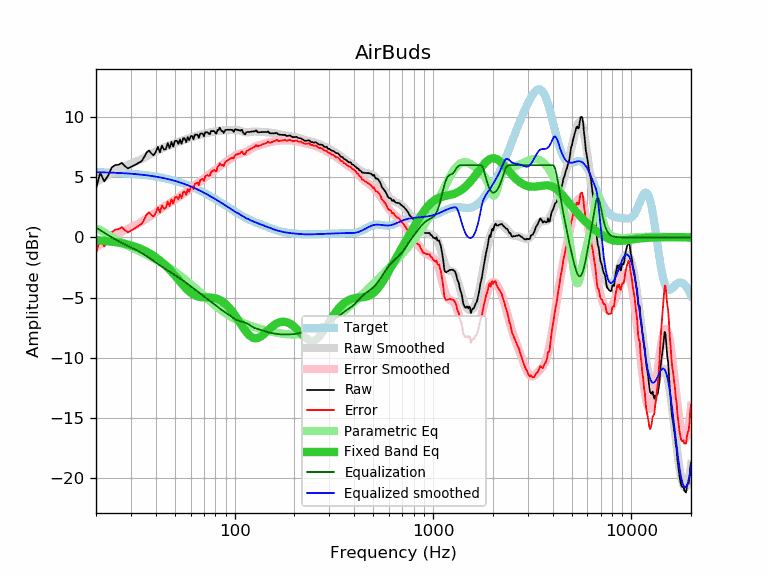 AirBuds
Amplitude (dBr)
10
5
0
−5
−10
−15
−20
Target
Raw Smoothed
Error Smoothed
Raw
Error
Parametric Eq
Fixed Band Eq
Equalization
Equalized smoothed
100 1000 10000
Frequency (Hz)